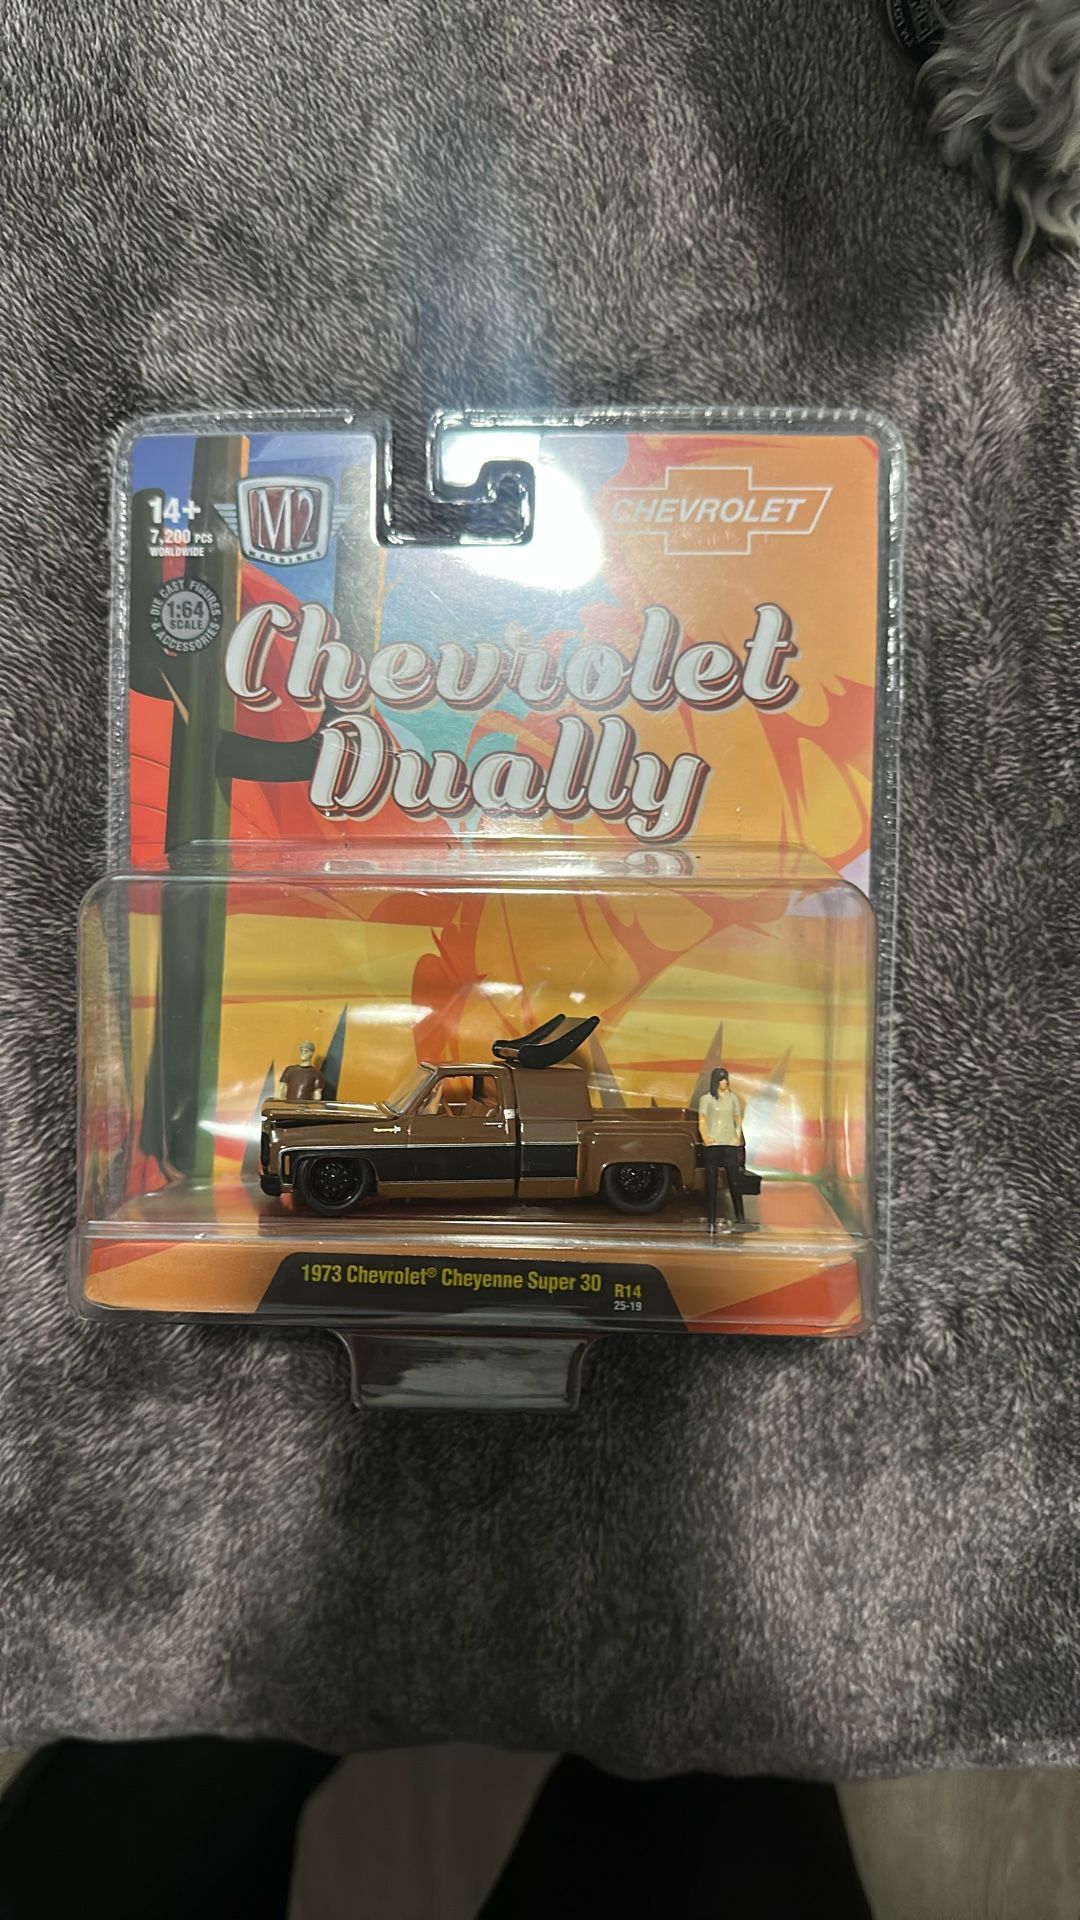 14+
7,200 PCS
WORLDWIDE
M2
MACHINES
CHEVROLET
DIE CAST FIGURES
1:64
SCALE
& ACCESSORIES
Chevrolet
Dually
1973 Chevrolet® Cheyenne Super 30
R14
25-19